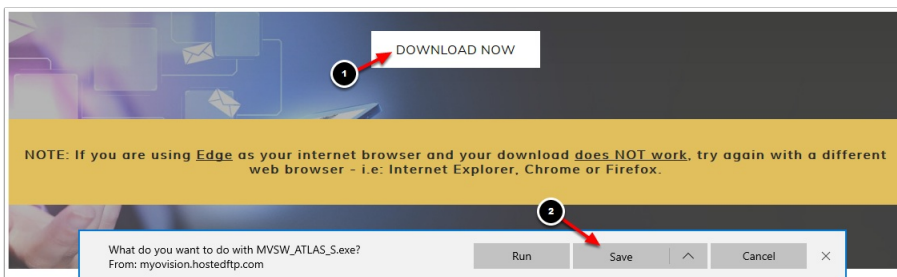 DOWNLOAD NOW
1
NOTE: If you are using Edge as your internet browser and your download does NOT work, try again with a different
web browser - i.e: Internet Explorer, Chrome or Firefox.
2
What do you want to do with MVSW_ATLAS_S.exe?
From: myovision.hostedftp.com
Run Save Cancel